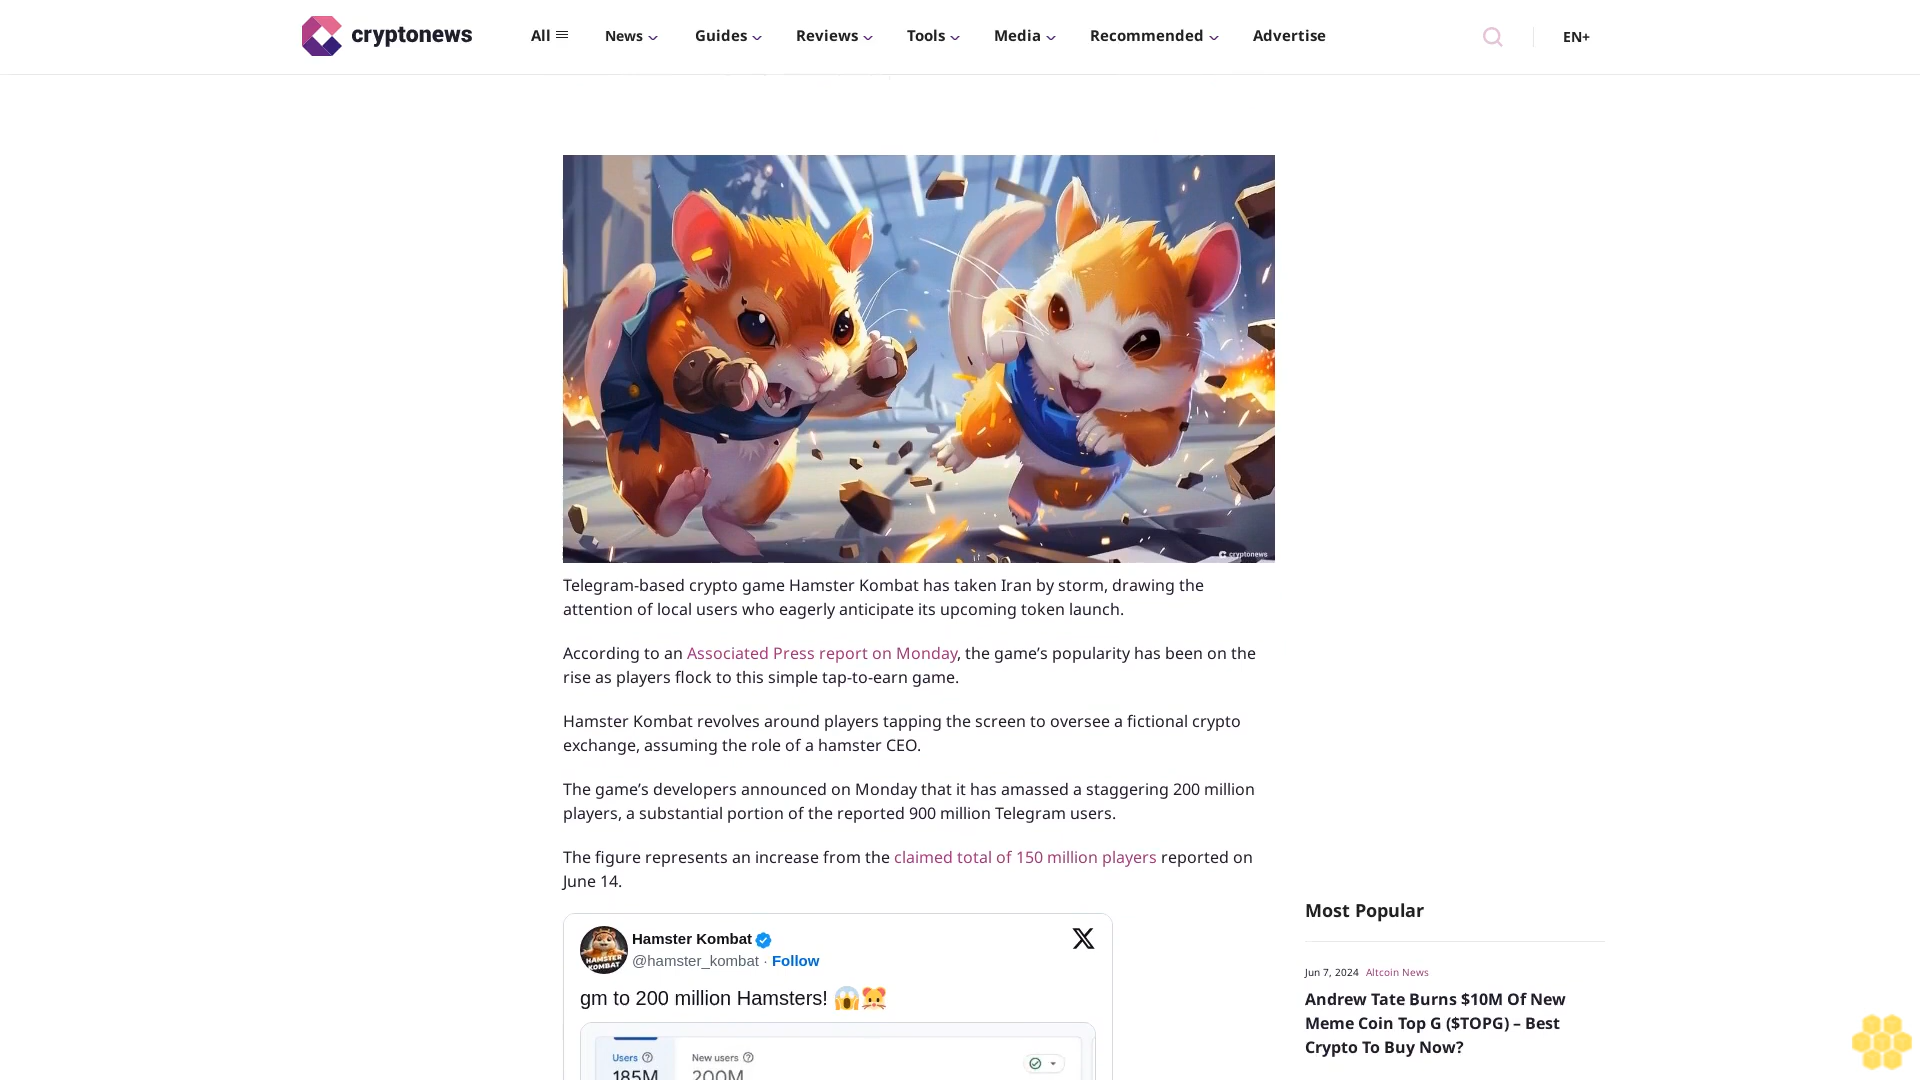 cryptonews
All
News
Guides
Reviews
Tools
Media
Recommended
Advertise
EN+
cryptonews
Telegram-based crypto game Hamster Kombat has taken Iran by storm, drawing the
attention of local users who eagerly anticipate its upcoming token launch.
According to an Associated Press report on Monday, the game’s popularity has been on the
rise as players flock to this simple tap-to-earn game.
Hamster Kombat revolves around players tapping the screen to oversee a fictional crypto
exchange, assuming the role of a hamster CEO.
The game’s developers announced on Monday that it has amassed a staggering 200 million
players, a substantial portion of the reported 900 million Telegram users.
The figure represents an increase from the claimed total of 150 million players reported on
June 14.
HAMSTER
KOMBAT
Hamster Kombat
@hamster_kombat · Follow
gm to 200 million Hamsters! 😱🐹
Users
New users
185M
200M
Most Popular
Jun 7, 2024 Altcoin News
Andrew Tate Burns $10M Of New
Meme Coin Top G ($TOPG) – Best
Crypto To Buy Now?